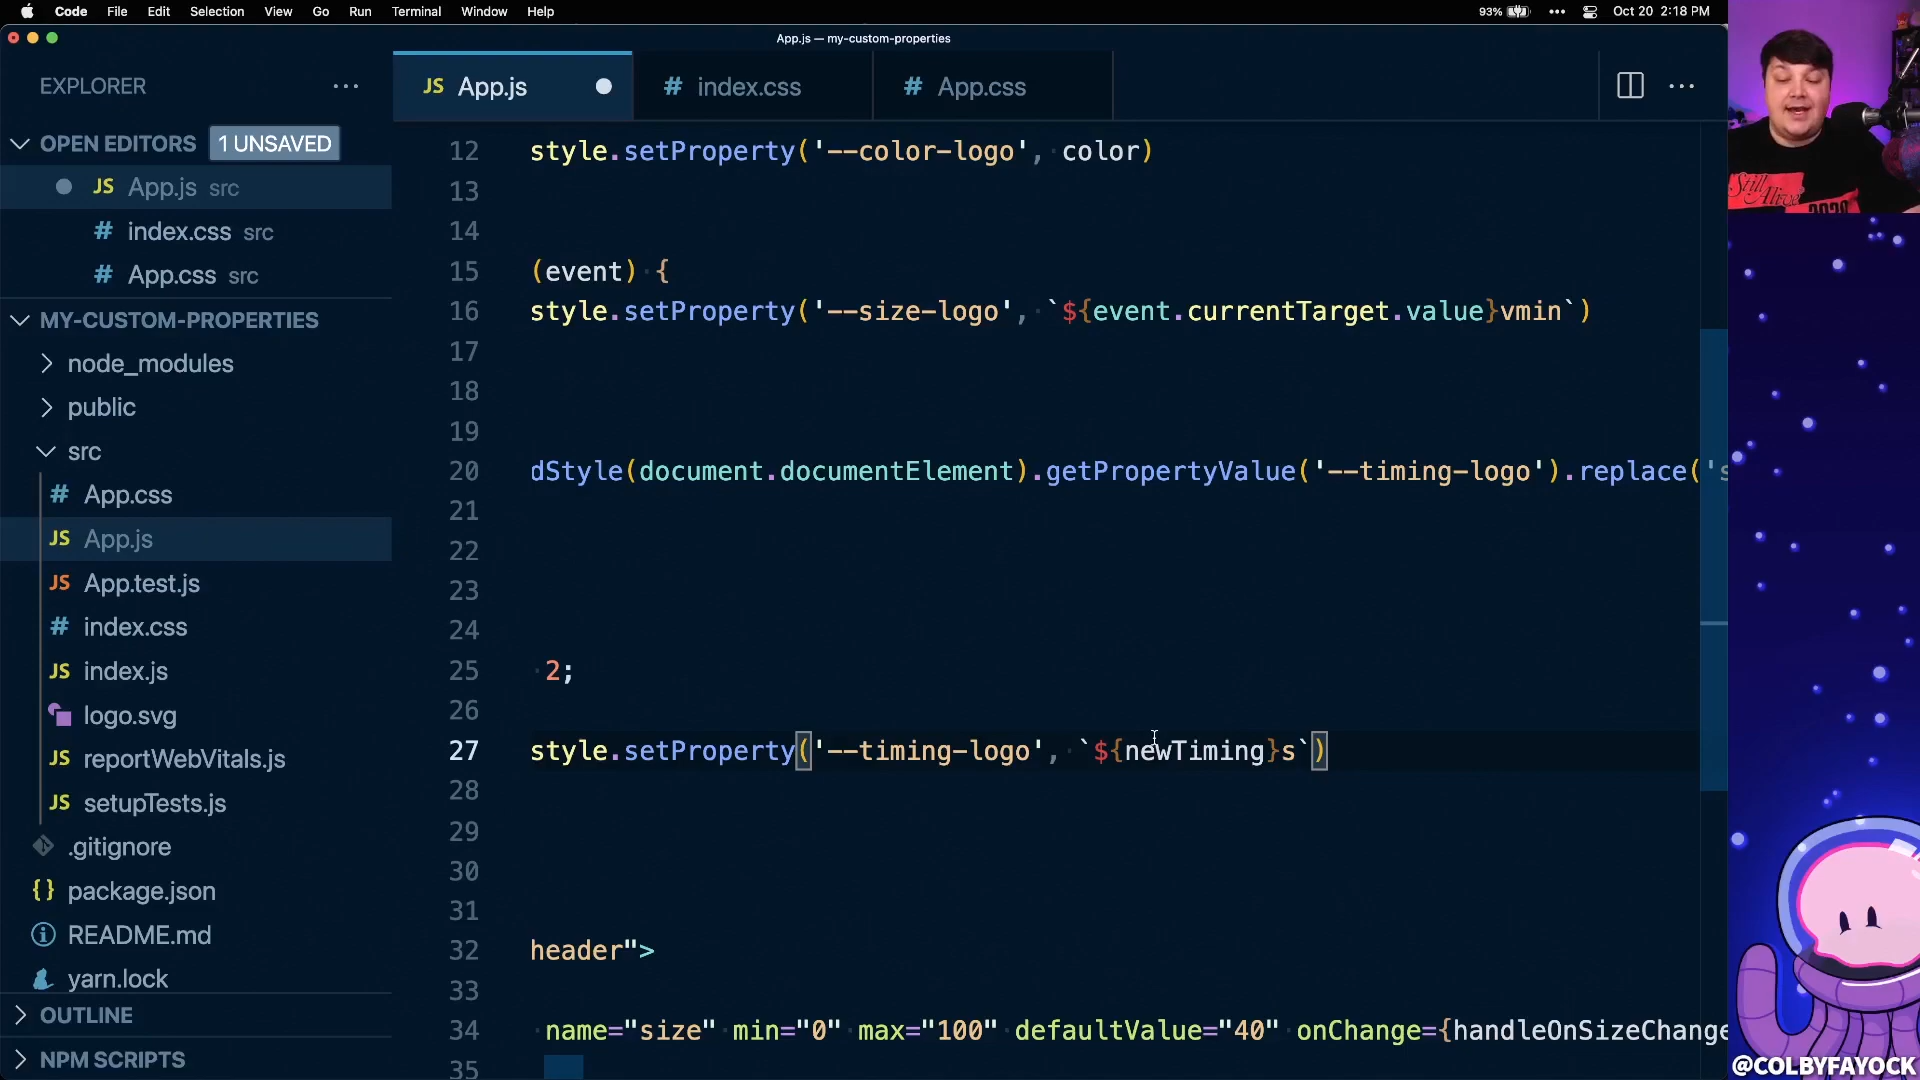 Code File Edit Selection View Go Run Terminal Window Help 93% Oct 20 2:18 PM
App.js — my-custom-properties
EXPLORER
JS App.js
# index.css
# App.css
OPEN EDITORS 1 UNSAVED
JS App.js src
# index.css src
# App.css src
MY-CUSTOM-PROPERTIES
node_modules
public
src
# App.css
JS App.js
JS App.test.js
# index.css
JS index.js
logo.svg
JS reportWebVitals.js
JS setupTests.js
.gitignore
{} package.json
README.md
yarn.lock
OUTLINE
NPM SCRIPTS
12 style.setProperty('--color-logo', color)
13
14
15 (event) {
16 style.setProperty('--size-logo', `${event.currentTarget.value}vmin`)
17
18
19
20 dStyle(document.documentElement).getPropertyValue('--timing-logo').replace('s
21
22
23
24
25 2;
26
27 style.setProperty('--timing-logo', `${newTiming}s`)
28
29
30
31
32 header">
33
34 name="size" min="0" max="100" defaultValue="40" onChange={handleOnSizeChange
35
Still Alive
2020
@COLBYFAYOCK